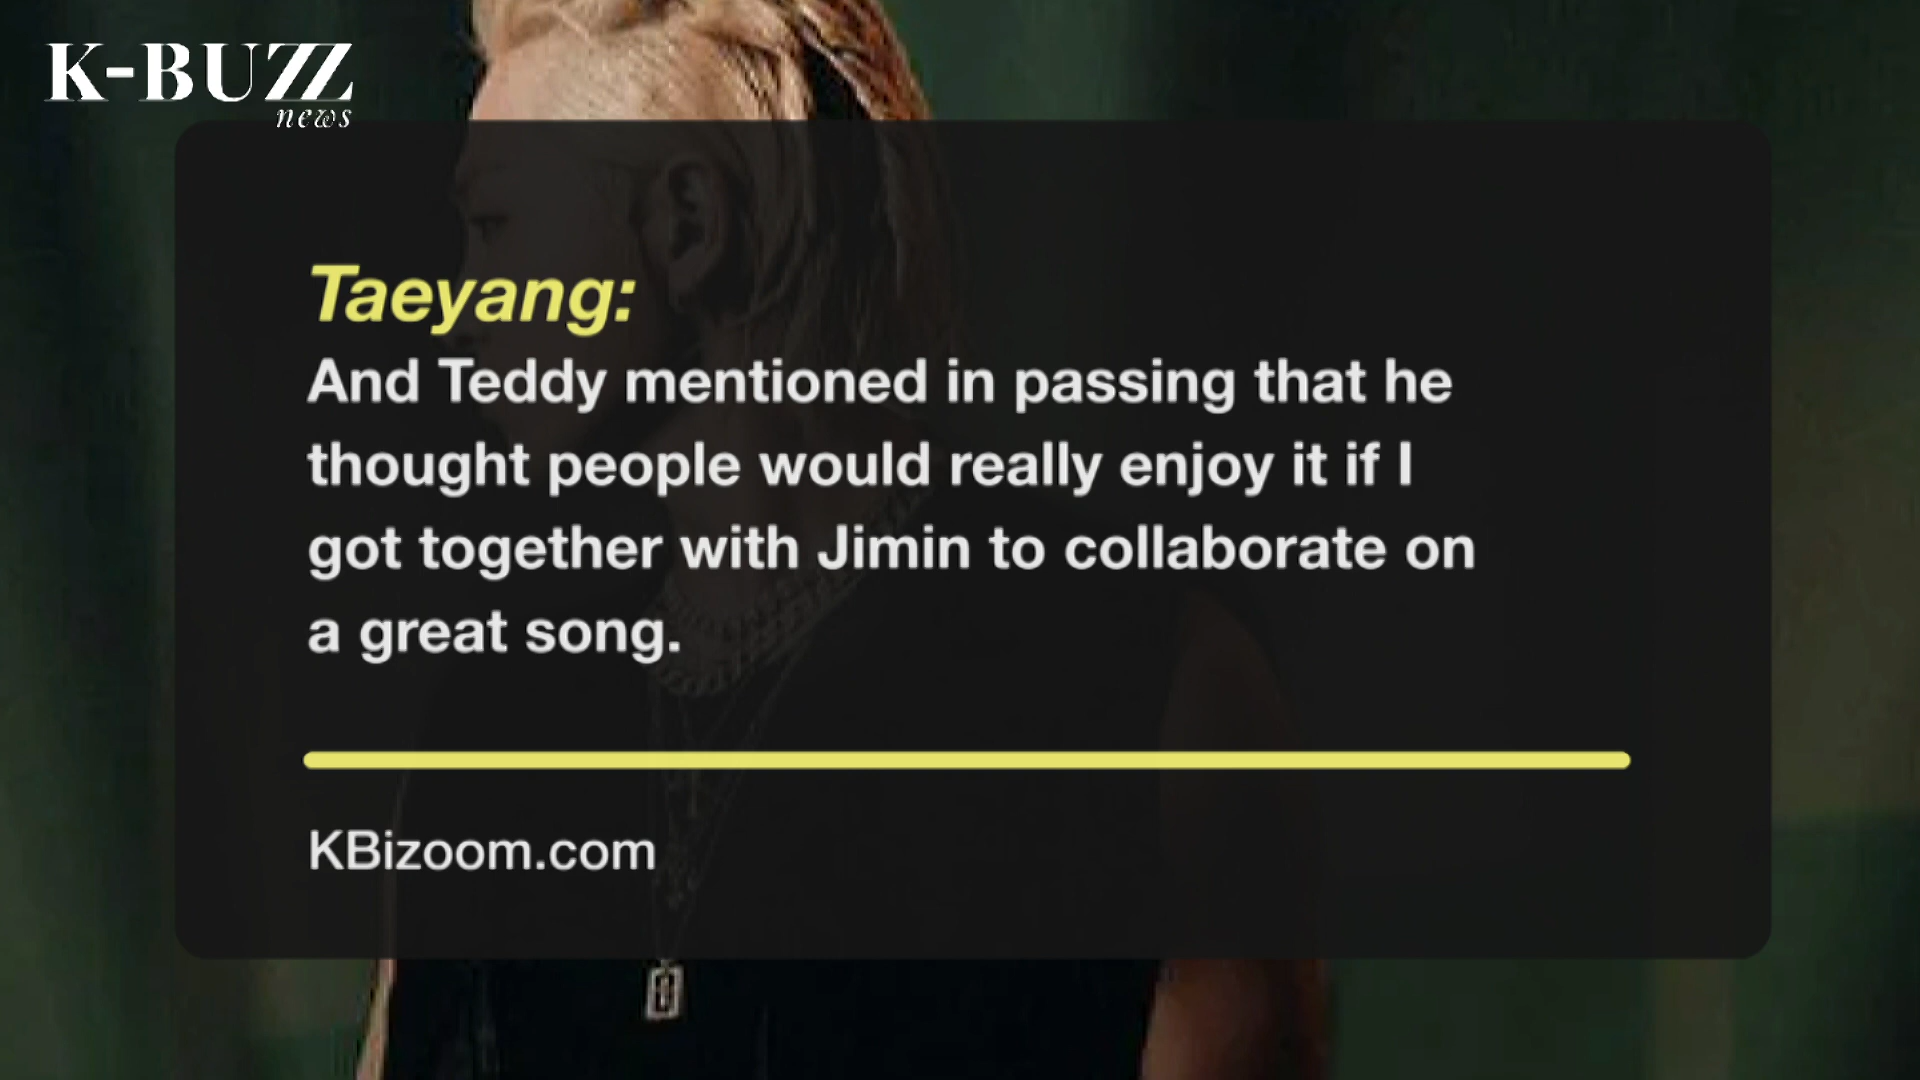 K-BUZZ
news
Taeyang:
And Teddy mentioned in passing that he
thought people would really enjoy it if I
got together with Jimin to collaborate on
a great song.
KBizoom.com